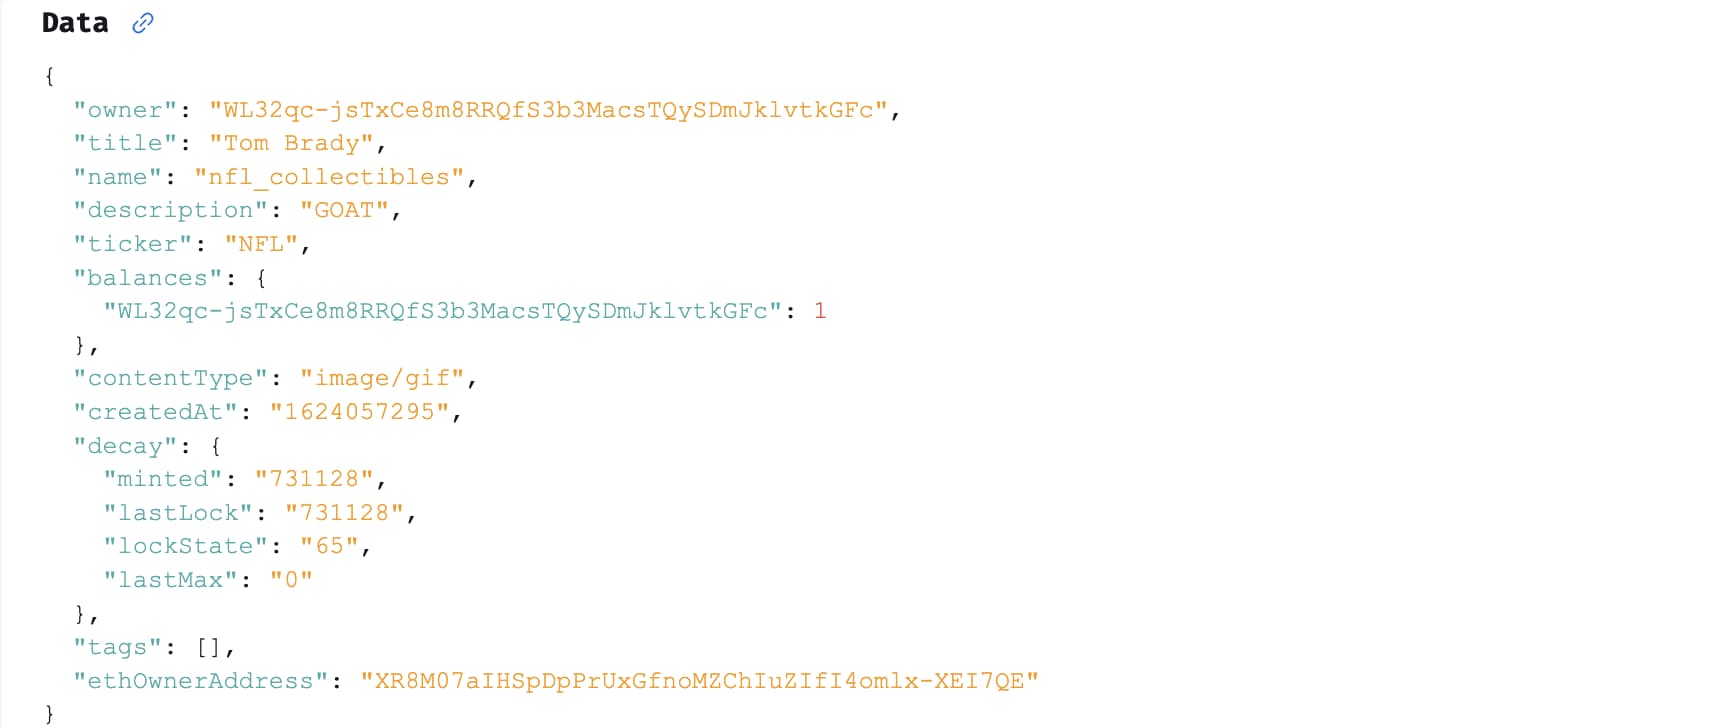 Data
{
"owner": "WL32qc-jsTxCe8m8RRQfS3b3MacsTQySDmJklvtkGFc",
"title": "Tom Brady",
"name": "nfl_collectibles",
"description": "GOAT",
"ticker": "NFL",
"balances": {
"WL32qc-jsTxCe8m8RRQfS3b3MacsTQySDmJklvtkGFc": 1
},
"contentType": "image/gif",
"createdAt": "1624057295",
"decay": {
"minted": "731128",
"lastLock": "731128",
"lockState": "65",
"lastMax": "0"
},
"tags": [],
"ethOwnerAddress": "XR8M07aIHSpDpPrUxGfnoMZChIuZIfI4omlx-XEI7QE"
}